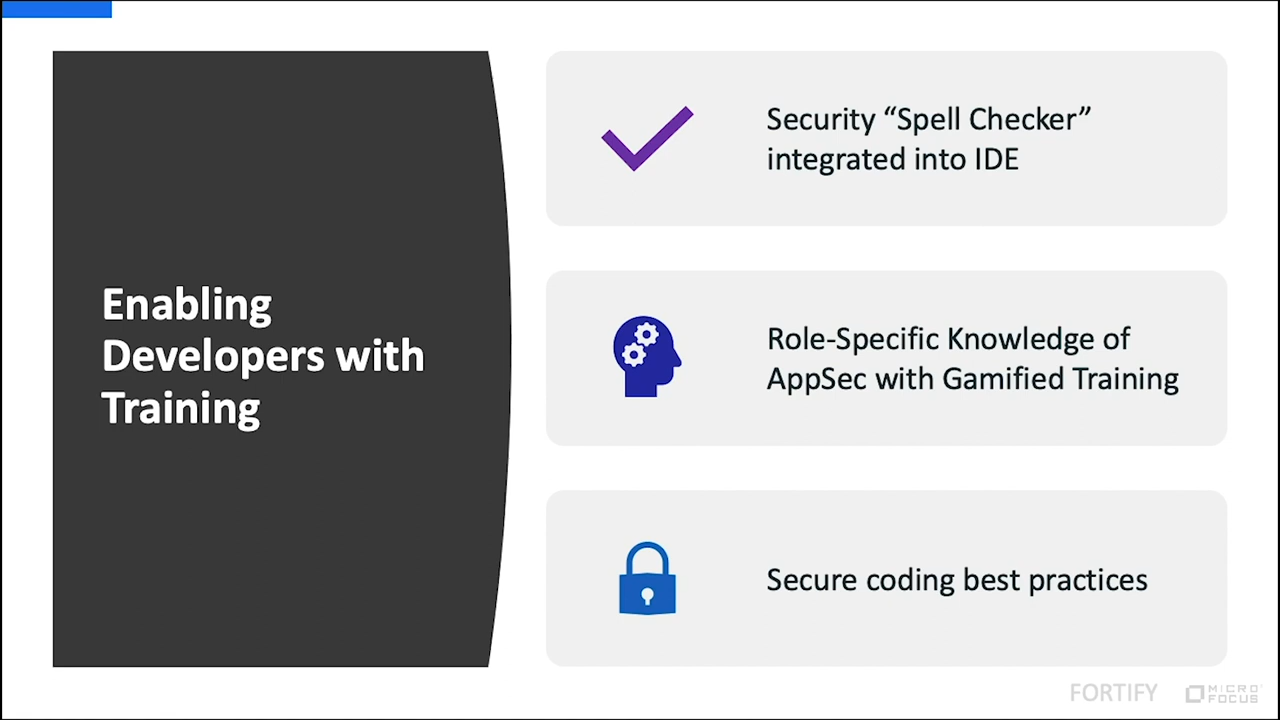 Enabling
Developers with
Training
Security “Spell Checker”
integrated into IDE
Role-Specific Knowledge of
AppSec with Gamified Training
Secure coding best practices
FORTIFY
MICRO
FOCUS